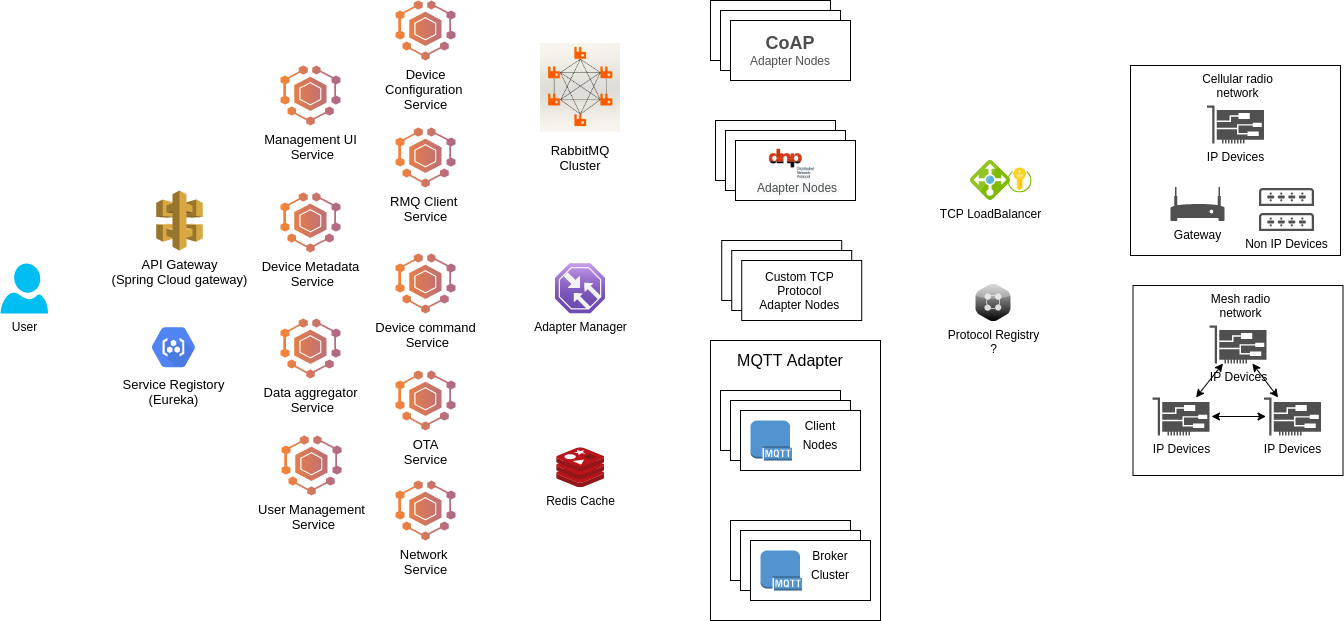 User
API Gateway
(Spring Cloud gateway)
Service Registory
(Eureka)
Management UI
Service
Device Metadata
Service
Data aggregator
Service
User Management
Service
Device
Configuration
Service
RMQ Client
Service
Device command
Service
OTA
Service
Network
Service
RabbitMQ
Cluster
Adapter Manager
Redis Cache
CoAP
Adapter Nodes
dnp
Distributed
Network
Protocol
Adapter Nodes
Custom TCP
Protocol
Adapter Nodes
MQTT Adapter
Client
Nodes
MQTT
Broker
Cluster
MQTT
TCP LoadBalancer
Protocol Registry
?
Cellular radio
network
IP Devices
Gateway
Non IP Devices
Mesh radio
network
IP Devices
IP Devices
IP Devices